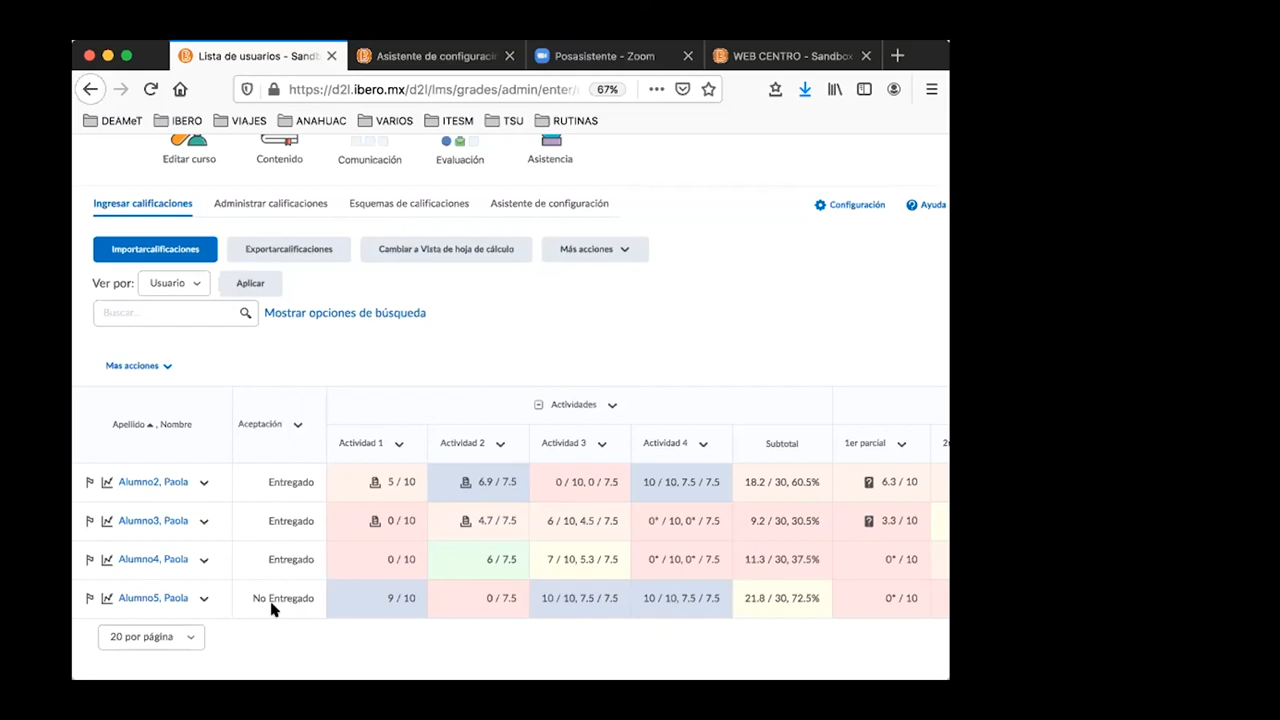 Lista de usuarios - Sandb
Asistente de configuraci
Posasistente - Zoom
WEB CENTRO - Sandbox
https://d2l.ibero.mx/d2l/lms/grades/admin/enter/
67%
DEAMeT IBERO VIAJES ANAHUAC VARIOS ITESM TSU RUTINAS
Editar curso Contenido Comunicación Evaluación Asistencia
Ingresar calificaciones Administrar calificaciones Esquemas de calificaciones Asistente de configuración Configuración Ayuda
Importarcalificaciones Exportarcalificaciones Cambiar a Vista de hoja de cálculo Más acciones
Ver por: Usuario Aplicar
Buscar... Mostrar opciones de búsqueda
Mas acciones
Actividades
Apellido , Nombre Aceptación
Actividad 1 Actividad 2 Actividad 3 Actividad 4 Subtotal 1er parcial
Alumno2, Paola Entregado 5 / 10 6.9 / 7.5 0 / 10, 0 / 7.5 10 / 10, 7.5 / 7.5 18.2 / 30, 60.5% 6.3 / 10
Alumno3, Paola Entregado 0 / 10 4.7 / 7.5 6 / 10, 4.5 / 7.5 0* / 10, 0* / 7.5 9.2 / 30, 30.5% 3.3 / 10
Alumno4, Paola Entregado 0 / 10 6 / 7.5 7 / 10, 5.3 / 7.5 0* / 10, 0* / 7.5 11.3 / 30, 37.5% 0* / 10
Alumno5, Paola No Entregado 9 / 10 0 / 7.5 10 / 10, 7.5 / 7.5 10 / 10, 7.5 / 7.5 21.8 / 30, 72.5% 0* / 10
20 por página